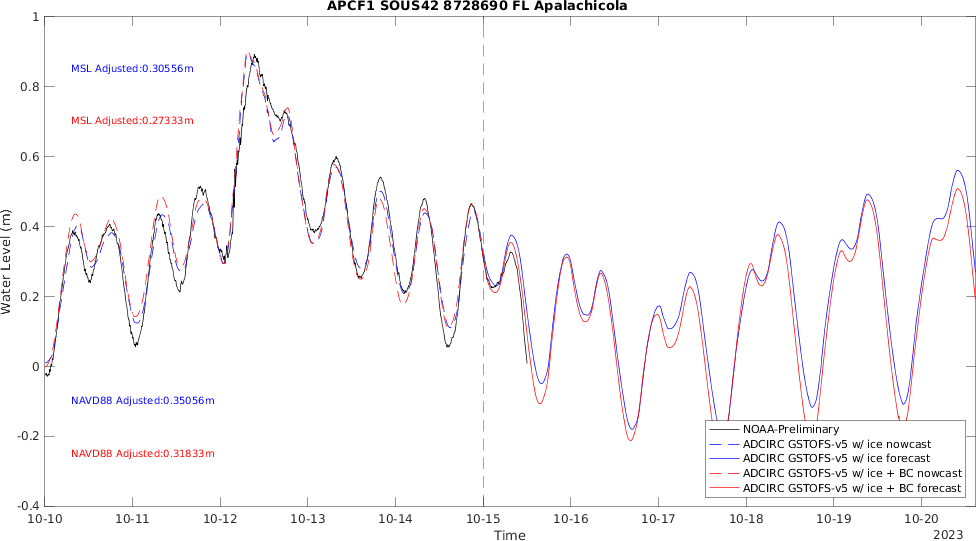 APCF1 SOUS42 8728690 FL Apalachicola
1
0.8
0.6
0.4
0.2
0
-0.2
-0.4
Water Level (m)
MSL Adjusted:0.30556m
MSL Adjusted:0.27333m
NAVD88 Adjusted:0.35056m
NAVD88 Adjusted:0.31833m
NOAA-Preliminary
ADCIRC GSTOFS-v5 w/ ice nowcast
ADCIRC GSTOFS-v5 w/ ice forecast
ADCIRC GSTOFS-v5 w/ ice + BC nowcast
ADCIRC GSTOFS-v5 w/ ice + BC forecast
10-10 10-11 10-12 10-13 10-14 10-15 10-16 10-17 10-18 10-19 10-20
Time
2023